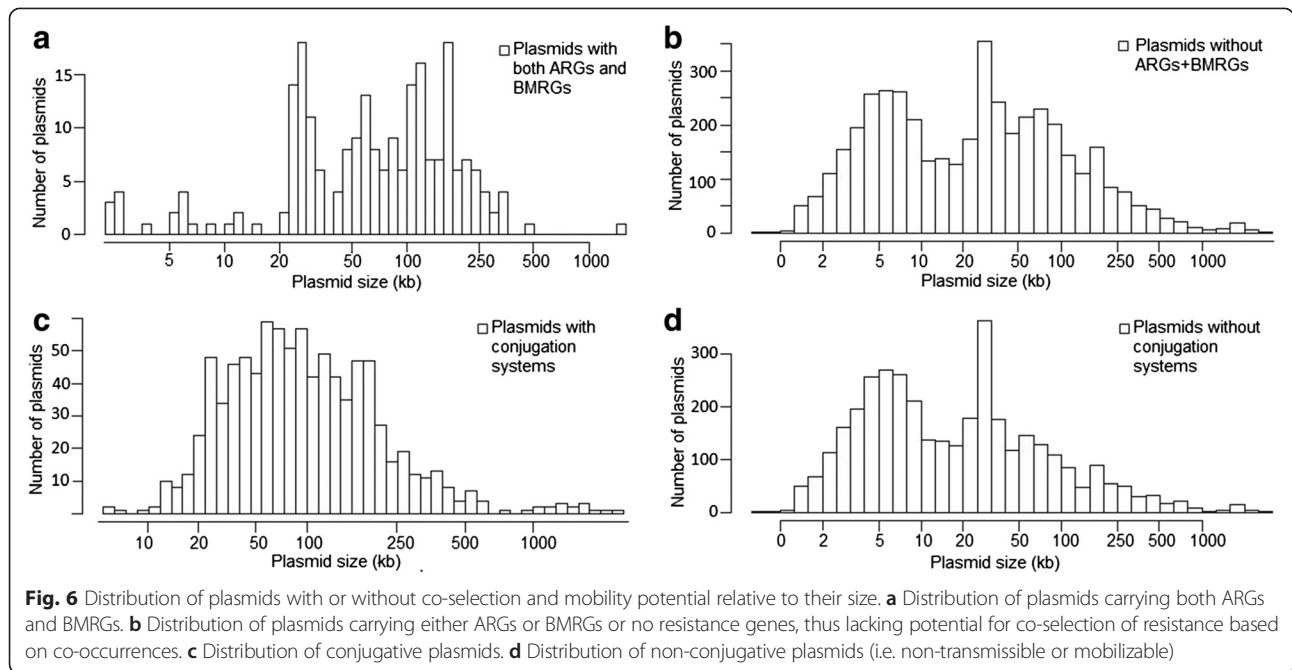 a
Plasmids with
both ARGs and
BMRGs
Number of plasmids
15
10
5
0
5 10 20 50 100 250 1000
Plasmid size (kb)
b
Plasmids without
ARGs+BMRGs
Number of plasmids
300
200
100
0
0 2 5 10 20 50 100 250 500 1000
Plasmid size (kb)
c
Plasmids with
conjugation
systems
Number of plasmids
50
40
30
20
10
10 20 50 100 250 500 1000
Plasmid size (kb)
d
Plasmids without
conjugation
systems
Number of plasmids
300
200
100
0
0 2 5 10 20 50 100 250 500 1000
Plasmid size (kb)
Fig. 6 Distribution of plasmids with or without co-selection and mobility potential relative to their size. a Distribution of plasmids carrying both ARGs
and BMRGs. b Distribution of plasmids carrying either ARGs or BMRGs or no resistance genes, thus lacking potential for co-selection of resistance based
on co-occurrences. c Distribution of conjugative plasmids. d Distribution of non-conjugative plasmids (i.e. non-transmissible or mobilizable)